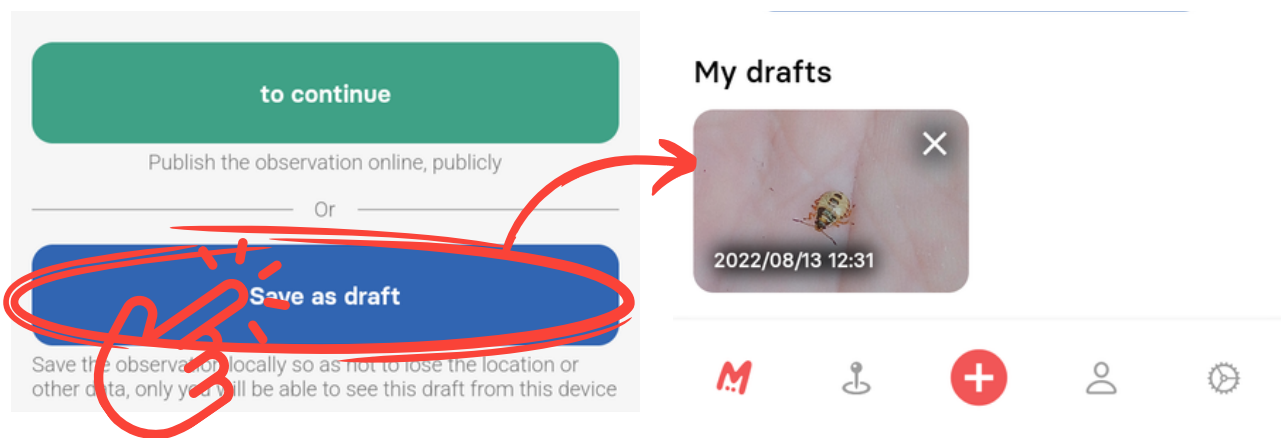 to continue
Publish the observation online, publicly
Or
Save as draft
Save the observation locally so as not to lose the location or
other data, only you will be able to see this draft from this device
My drafts
2022/08/13 12:31